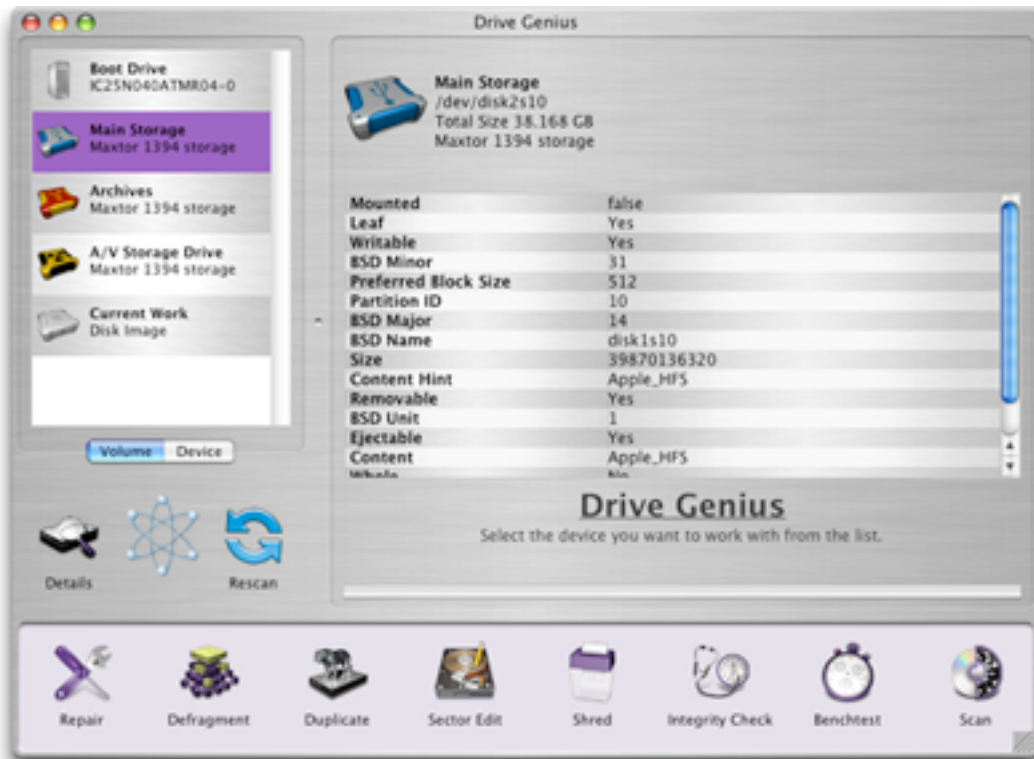 Drive Genius
Boot Drive
IC25N040ATMR04-0
Main Storage
Maxtor 1394 storage
Archives
Maxtor 1394 storage
A/V Storage Drive
Maxtor 1394 storage
Current Work
Disk Image
Volume Device
Details
Rescan
Main Storage
/dev/disk2s10
Total Size 38.168 GB
Maxtor 1394 storage
Mounted false
Leaf Yes
Writable Yes
BSD Minor 31
Preferred Block Size 512
Partition ID 10
BSD Major 14
BSD Name disk1s10
Size 39870136320
Content Hint Apple_HFS
Removable Yes
BSD Unit 1
Ejectable Yes
Content Apple_HFS
Whole No
Drive Genius
Select the device you want to work with from the list.
Repair
Defragment
Duplicate
Sector Edit
Shred
Integrity Check
Benchtest
Scan